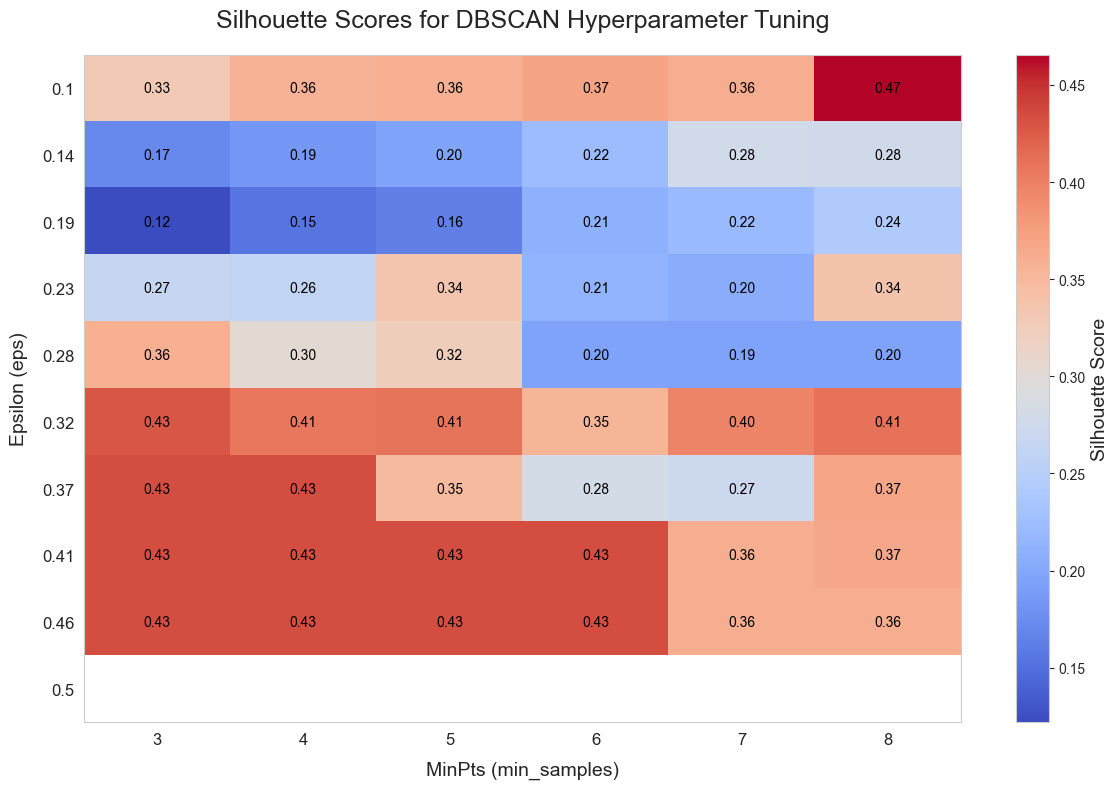 Silhouette Scores for DBSCAN Hyperparameter Tuning
0.1 0.33 0.36 0.36 0.37 0.36 0.47
0.14 0.17 0.19 0.20 0.22 0.28 0.28
0.19 0.12 0.15 0.16 0.21 0.22 0.24
0.23 0.27 0.26 0.34 0.21 0.20 0.34
0.28 0.36 0.30 0.32 0.20 0.19 0.20
0.32 0.43 0.41 0.41 0.35 0.40 0.41
0.37 0.43 0.43 0.35 0.28 0.27 0.37
0.41 0.43 0.43 0.43 0.43 0.36 0.37
0.46 0.43 0.43 0.43 0.43 0.36 0.36
0.5
3 4 5 6 7 8
MinPts (min_samples)
Epsilon (eps)
0.45
0.40
0.35
0.30
0.25
0.20
0.15
Silhouette Score